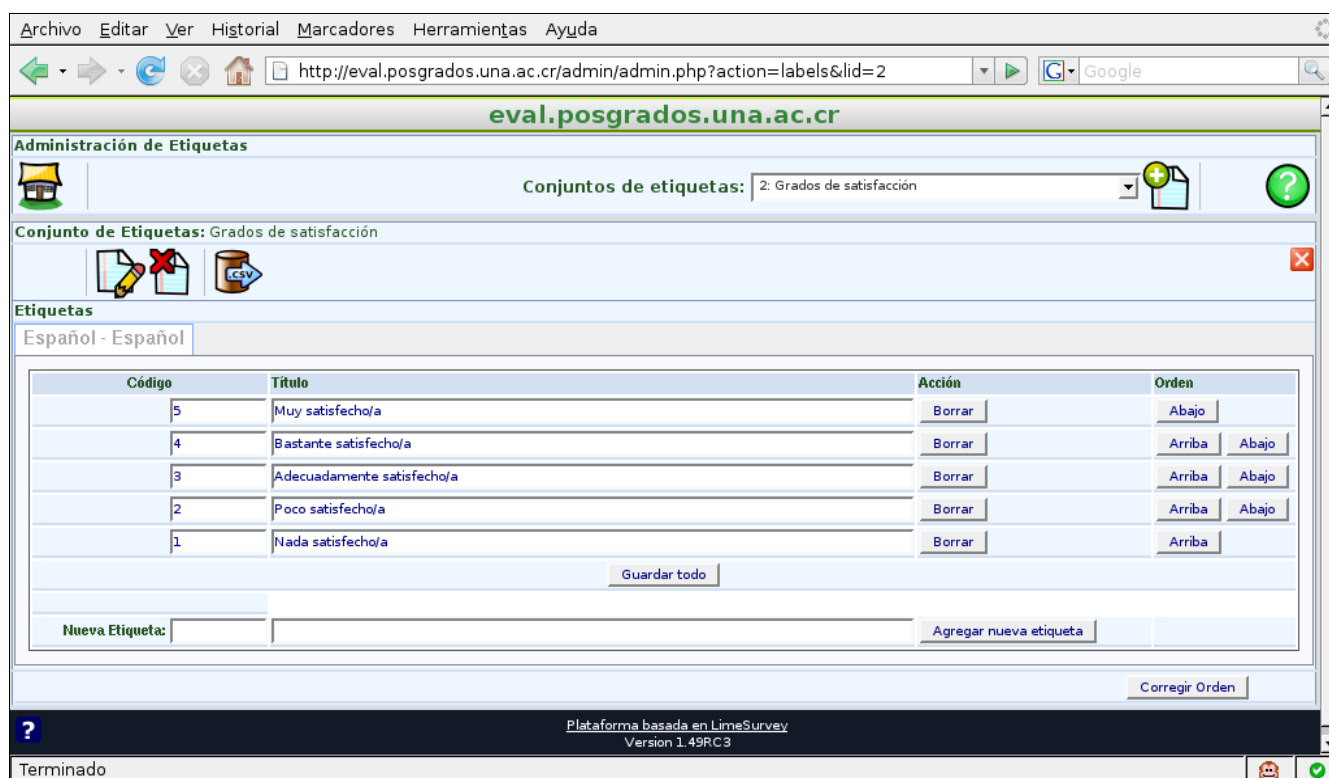 Archivo Editar Ver Historial Marcadores Herramientas Ayuda
http://eval.posgrados.una.ac.cr/admin/admin.php?action=labels&lid=2 G Google
eval.posgrados.una.ac.cr
Administración de Etiquetas
Conjuntos de etiquetas: 2: Grados de satisfacción ?
Conjunto de Etiquetas: Grados de satisfacción
.CSV
Etiquetas
Español - Español
Código Título Acción Orden
5 Muy satisfecho/a Borrar Abajo
4 Bastante satisfecho/a Borrar Arriba Abajo
3 Adecuadamente satisfecho/a Borrar Arriba Abajo
2 Poco satisfecho/a Borrar Arriba Abajo
1 Nada satisfecho/a Borrar Arriba
Guardar todo
Nueva Etiqueta: Agregar nueva etiqueta
Corregir Orden
? Plataforma basada en LimeSurvey
Version 1.49RC3
Terminado